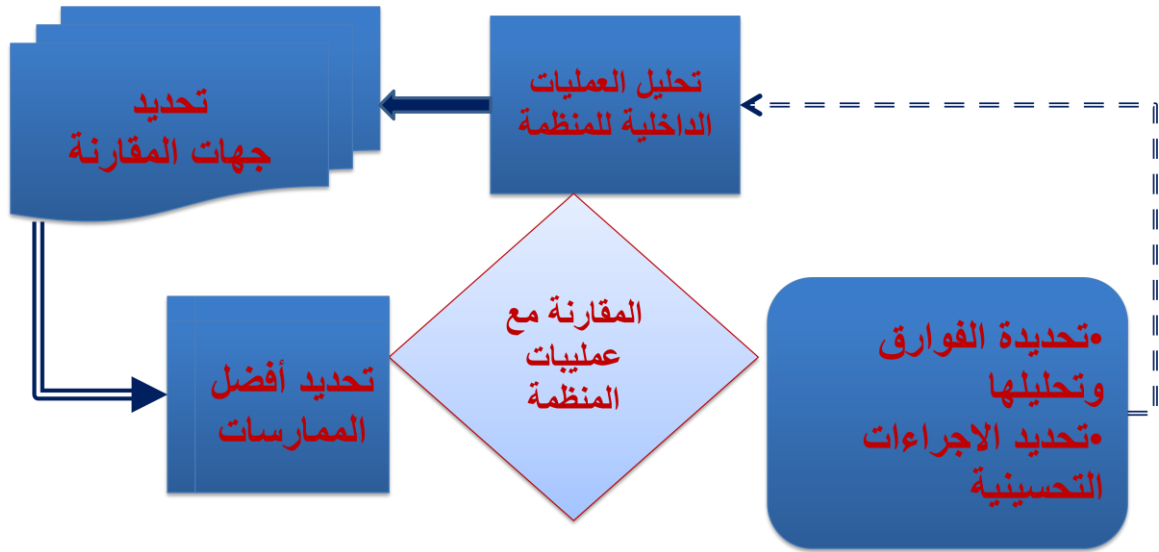 تحليل العمليات
الداخلية للمنظمة
تحديد
جهات المقارنة
تحديد أفضل
الممارسات
المقارنة مع
عمليبات
المنظمة
•تحديدة الفوارق
وتحليلها
•تحديد الاجراءات
التحسينية